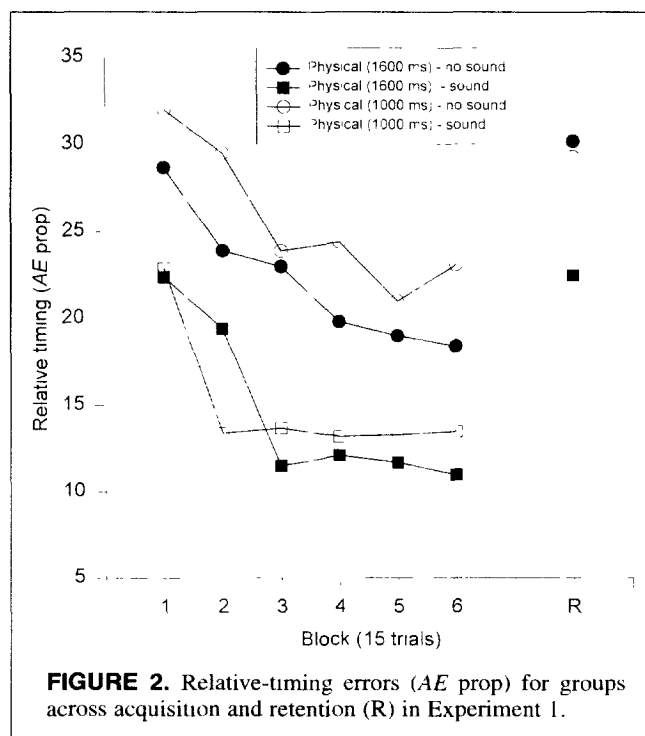 Physical (1600 ms) - no sound
Physical (1600 ms) - sound
Physical (1000 ms) - no sound
Physical (1000 ms) - sound
35
30
25
20
15
10
5
Relative timing (AE prop)
1 2 3 4 5 6 R
Block (15 trials)
FIGURE 2. Relative-timing errors (AE prop) for groups
across acquisition and retention (R) in Experiment 1.